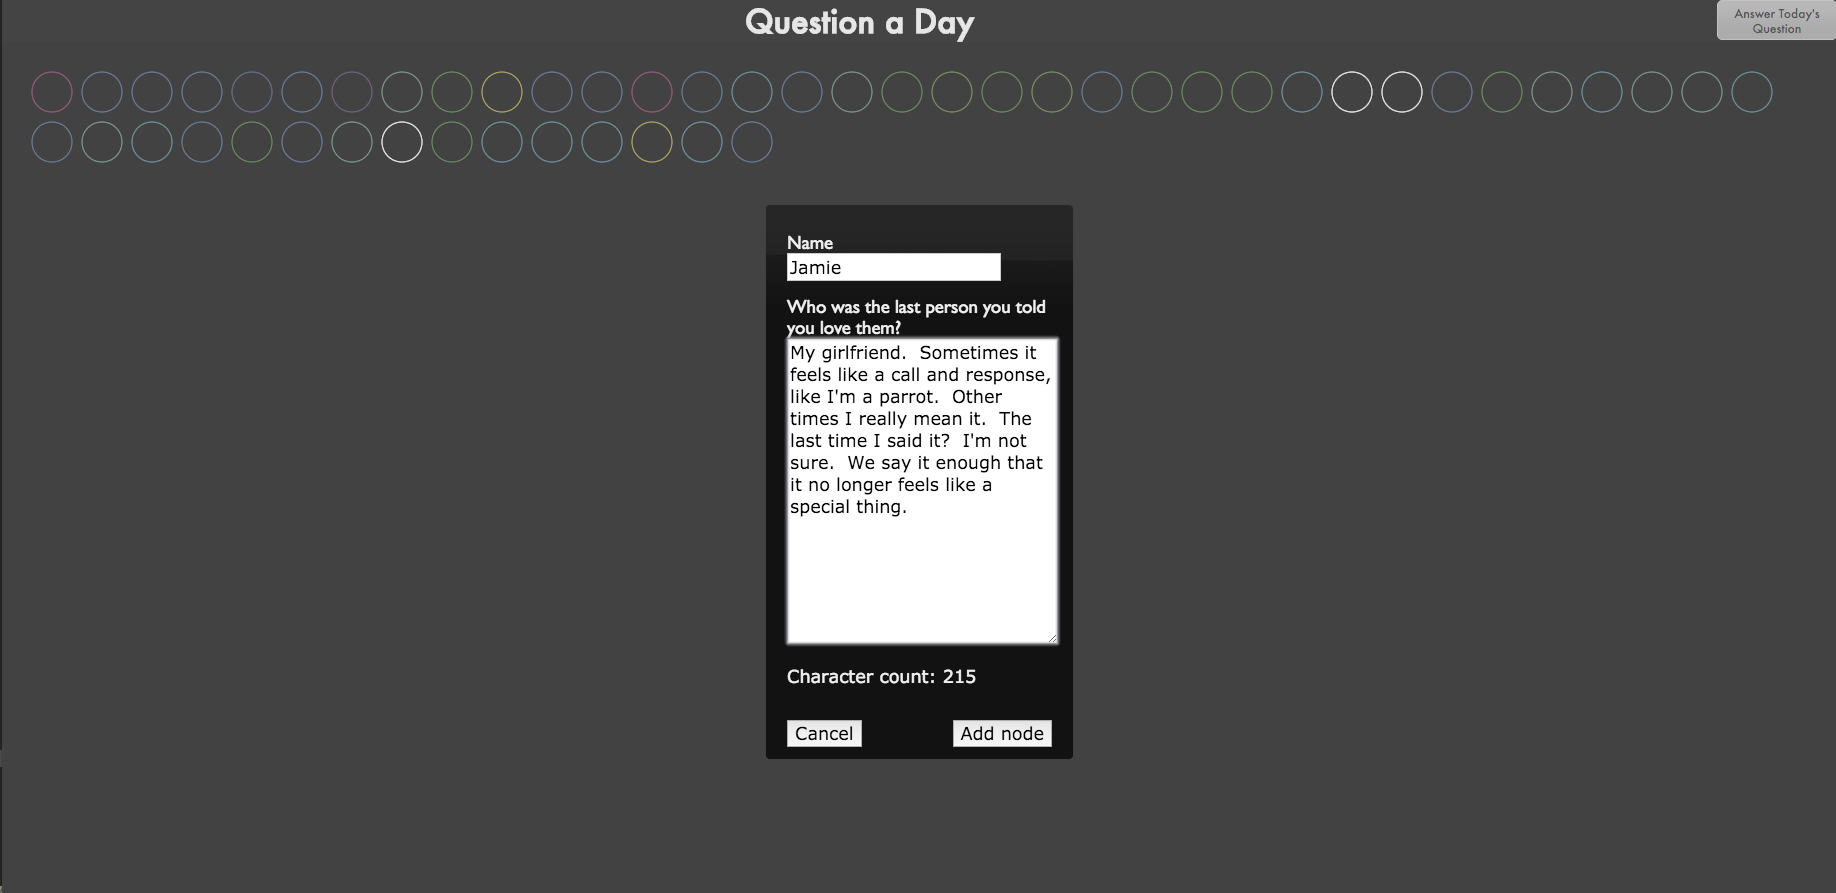 Question a Day
Answer Today's
Question
Name
Jamie
Who was the last person you told
you love them?
My girlfriend.  Sometimes it
feels like a call and response,
like I'm a parrot.  Other
times I really mean it.  The
last time I said it?  I'm not
sure.  We say it enough that
it no longer feels like a
special thing.
Character count: 215
Cancel
Add node